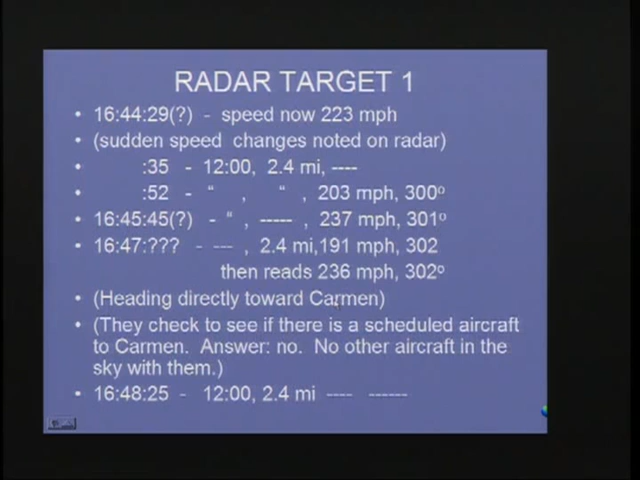 RADAR TARGET 1
• 16:44:29(?) - speed now 223 mph
• (sudden speed changes noted on radar)
• :35 - 12:00, 2.4 mi, ----
• :52 - “ , “ , 203 mph, 300º
• 16:45:45(?) - “ , ----- , 237 mph, 301º
• 16:47:??? - --- , 2.4 mi,191 mph, 302
then reads 236 mph, 302º
• (Heading directly toward Carmen)
• (They check to see if there is a scheduled aircraft
to Carmen. Answer: no. No other aircraft in the
sky with them.)
• 16:48:25 - 12:00, 2.4 mi ---- ------